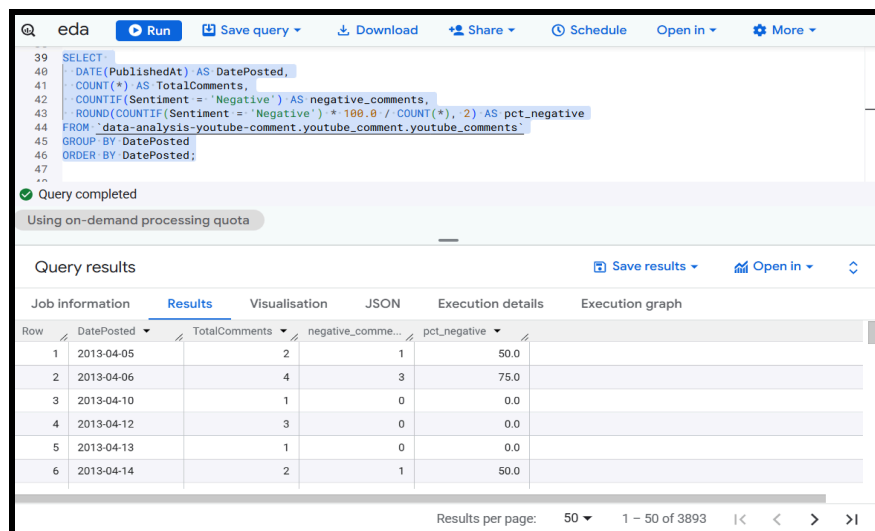 eda Run Save query Download Share Schedule Open in More
39 SELECT
40 DATE(PublishedAt) AS DatePosted,
41 COUNT(*) AS TotalComments,
42 COUNTIF(Sentiment = 'Negative') AS negative_comments,
43 ROUND(COUNTIF(Sentiment = 'Negative') * 100.0 / COUNT(*), 2) AS pct_negative
44 FROM `data-analysis-youtube-comment.youtube_comment.youtube_comments`
45 GROUP BY DatePosted
46 ORDER BY DatePosted;
47
Query completed
Using on-demand processing quota
Query results Save results Open in
Job information Results Visualisation JSON Execution details Execution graph
Row DatePosted TotalComments negative_comme... pct_negative
1 2013-04-05 2 1 50.0
2 2013-04-06 4 3 75.0
3 2013-04-10 1 0 0.0
4 2013-04-12 3 0 0.0
5 2013-04-13 1 0 0.0
6 2013-04-14 2 1 50.0
Results per page: 50 1 – 50 of 3893